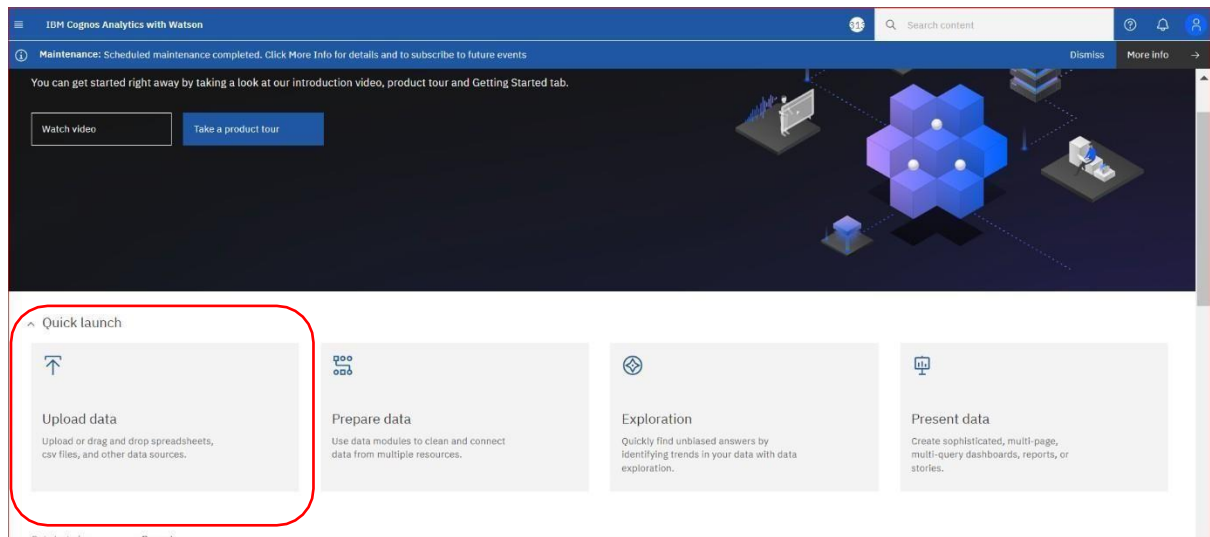 IBM Cognos Analytics with Watson
Search content
Maintenance: Scheduled maintenance completed. Click More Info for details and to subscribe to future events
Dismiss
More info
You can get started right away by taking a look at our introduction video, product tour and Getting Started tab.
Watch video
Take a product tour
Quick launch
Upload data
Upload or drag and drop spreadsheets,
csv files, and other data sources.
Prepare data
Use data modules to clean and connect
data from multiple resources.
Exploration
Quickly find unbiased answers by
identifying trends in your data with data
exploration.
Present data
Create sophisticated, multi-page,
multi-query dashboards, reports, or
stories.